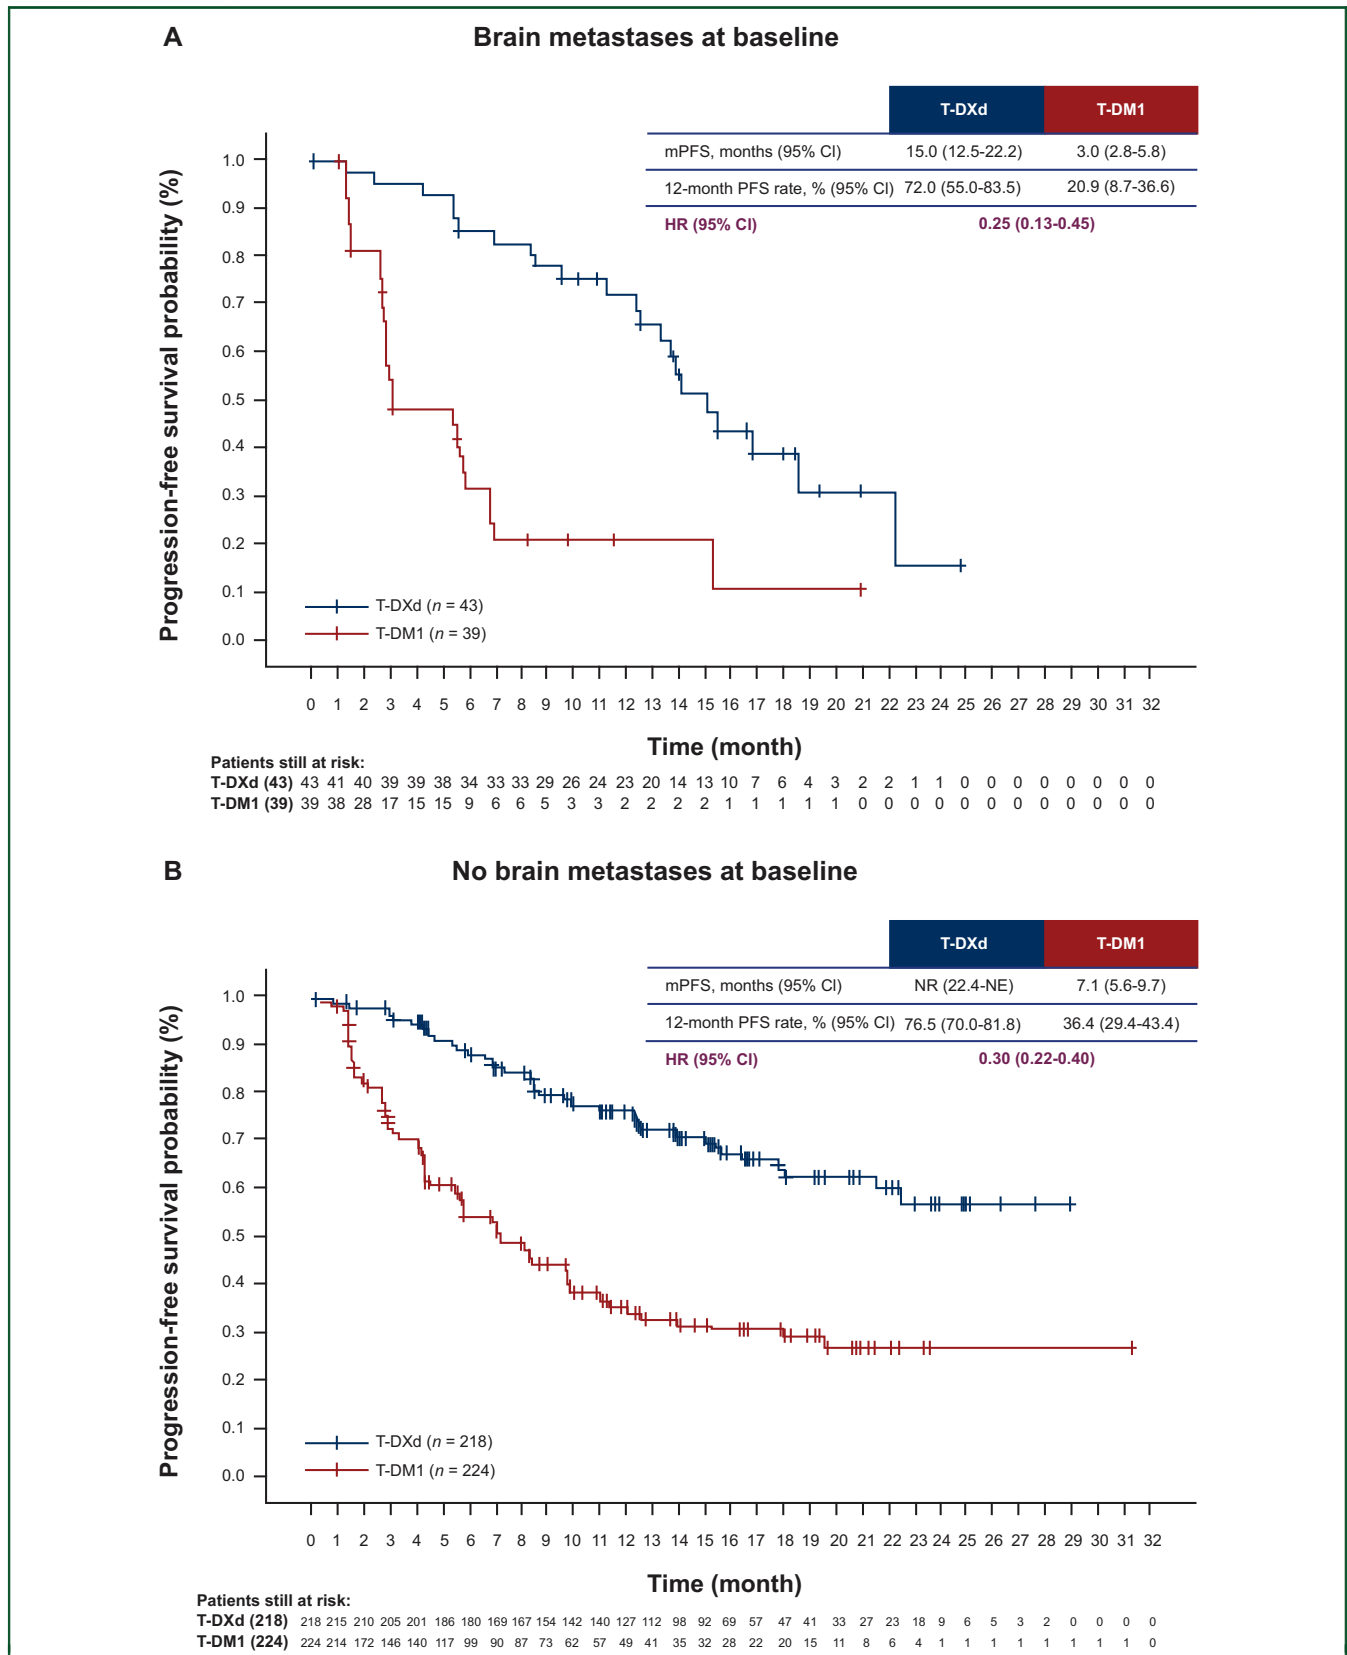 A
Brain metastases at baseline
T-DXd T-DM1
mPFS, months (95% CI) 15.0 (12.5-22.2) 3.0 (2.8-5.8)
12-month PFS rate, % (95% CI) 72.0 (55.0-83.5) 20.9 (8.7-36.6)
HR (95% CI) 0.25 (0.13-0.45)
Progression-free survival probability (%)
1.0
0.9
0.8
0.7
0.6
0.5
0.4
0.3
0.2
0.1
0.0
T-DXd (n = 43)
T-DM1 (n = 39)
0 1 2 3 4 5 6 7 8 9 10 11 12 13 14 15 16 17 18 19 20 21 22 23 24 25 26 27 28 29 30 31 32
Time (month)
Patients still at risk:
T-DXd (43) 43 41 40 39 39 38 34 33 33 29 26 24 23 20 14 13 10 7 6 4 3 2 2 1 1 0 0 0 0 0 0 0 0
T-DM1 (39) 39 38 28 17 15 15 9 6 6 5 3 3 2 2 2 2 1 1 1 1 1 0 0 0 0 0 0 0 0 0 0 0 0
B
No brain metastases at baseline
T-DXd T-DM1
mPFS, months (95% CI) NR (22.4-NE) 7.1 (5.6-9.7)
12-month PFS rate, % (95% CI) 76.5 (70.0-81.8) 36.4 (29.4-43.4)
HR (95% CI) 0.30 (0.22-0.40)
Progression-free survival probability (%)
1.0
0.9
0.8
0.7
0.6
0.5
0.4
0.3
0.2
0.1
0.0
T-DXd (n = 218)
T-DM1 (n = 224)
0 1 2 3 4 5 6 7 8 9 10 11 12 13 14 15 16 17 18 19 20 21 22 23 24 25 26 27 28 29 30 31 32
Time (month)
Patients still at risk:
T-DXd (218) 218 215 210 205 201 186 180 169 167 154 142 140 127 112 98 92 69 57 47 41 33 27 23 18 9 6 5 3 2 0 0 0 0
T-DM1 (224) 224 214 172 146 140 117 99 90 87 73 62 57 49 41 35 32 28 22 20 15 11 8 6 4 1 1 1 1 1 1 1 1 0